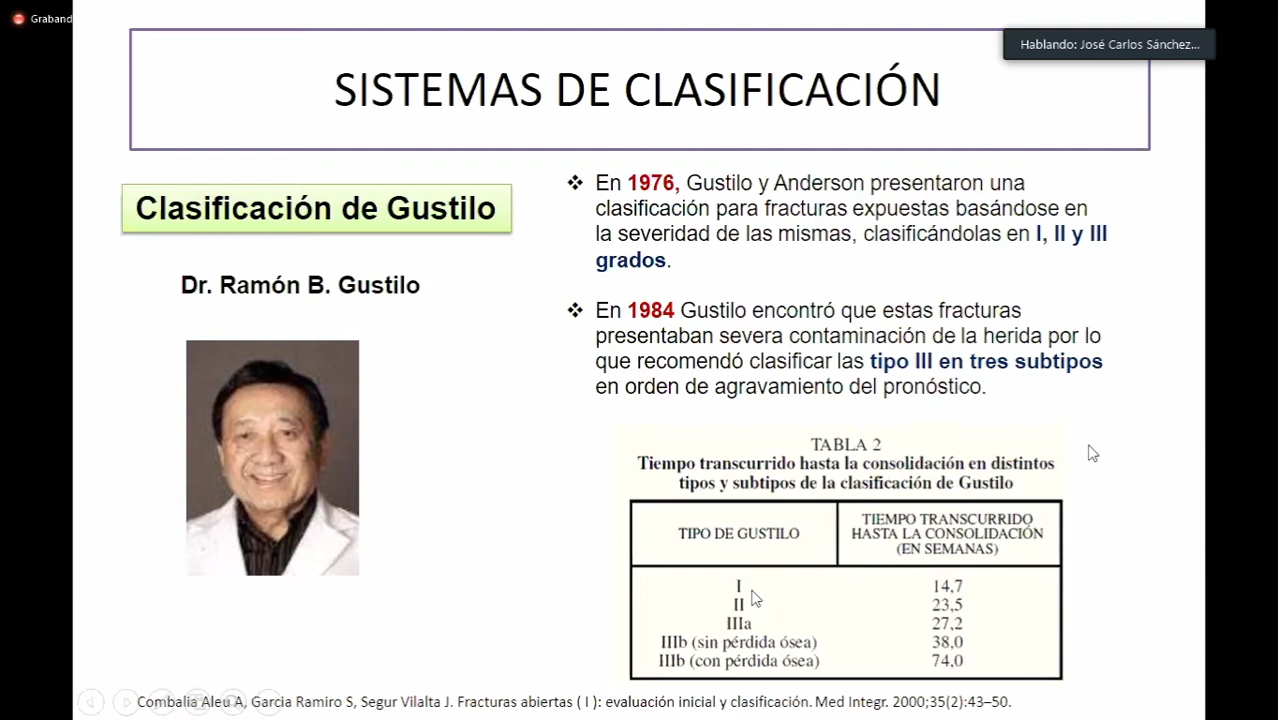 Graband
Hablando: José Carlos Sánchez...
SISTEMAS DE CLASIFICACIÓN
Clasificación de Gustilo
Dr. Ramón B. Gustilo
❖ En 1976, Gustilo y Anderson presentaron una
clasificación para fracturas expuestas basándose en
la severidad de las mismas, clasificándolas en I, II y III
grados.
❖ En 1984 Gustilo encontró que estas fracturas
presentaban severa contaminación de la herida por lo
que recomendó clasificar las tipo III en tres subtipos
en orden de agravamiento del pronóstico.
TABLA 2
Tiempo transcurrido hasta la consolidación en distintos
tipos y subtipos de la clasificación de Gustilo
TIPO DE GUSTILO
TIEMPO TRANSCURRIDO
HASTA LA CONSOLIDACIÓN
(EN SEMANAS)
I 14,7
II 23,5
IIIa 27,2
IIIb (sin pérdida ósea) 38,0
IIIb (con pérdida ósea) 74,0
Combalia Aleu A, Garcia Ramiro S, Segur Vilalta J. Fracturas abiertas ( I ): evaluación inicial y clasificación. Med Integr. 2000;35(2):43–50.